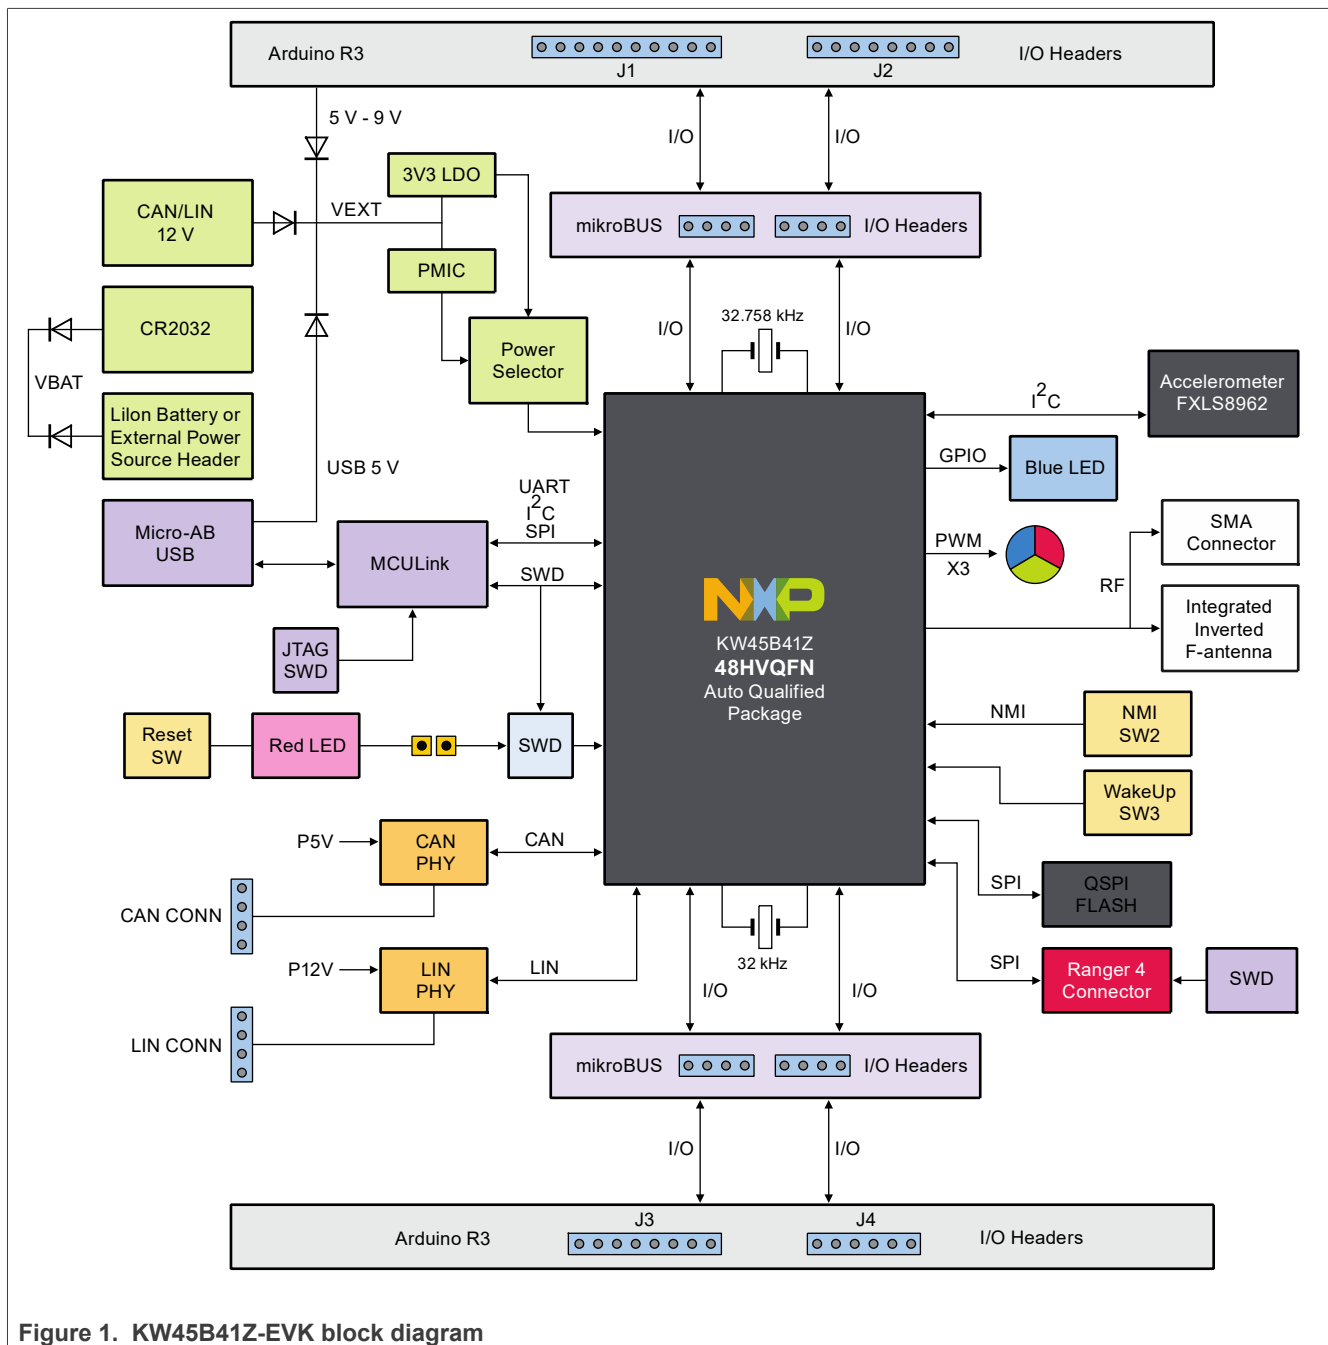 Arduino R3
J1
J2
I/O Headers
5 V - 9 V
I/O
I/O
3V3 LDO
CAN/LIN
12 V
VEXT
mikroBUS
I/O Headers
PMIC
CR2032
I/O
32.758 kHz
I/O
Power
Selector
VBAT
LiIon Battery or
External Power
Source Header
Accelerometer
FXLS8962
I2C
USB 5 V
GPIO
Blue LED
UART
I2C
SPI
Micro-AB
USB
MCULink
SWD
PWM
X3
SMA
Connector
RF
NXP
KW45B41Z
48HVQFN
Auto Qualified
Package
Integrated
Inverted
F-antenna
JTAG
SWD
Reset
SW
Red LED
SWD
NMI
NMI
SW2
WakeUp
SW3
P5V
CAN
PHY
CAN
CAN CONN
SPI
QSPI
FLASH
P12V
LIN
PHY
LIN
32 kHz
SPI
Ranger 4
Connector
SWD
I/O
I/O
LIN CONN
mikroBUS
I/O Headers
I/O
I/O
Arduino R3
J3
J4
I/O Headers
Figure 1. KW45B41Z-EVK block diagram